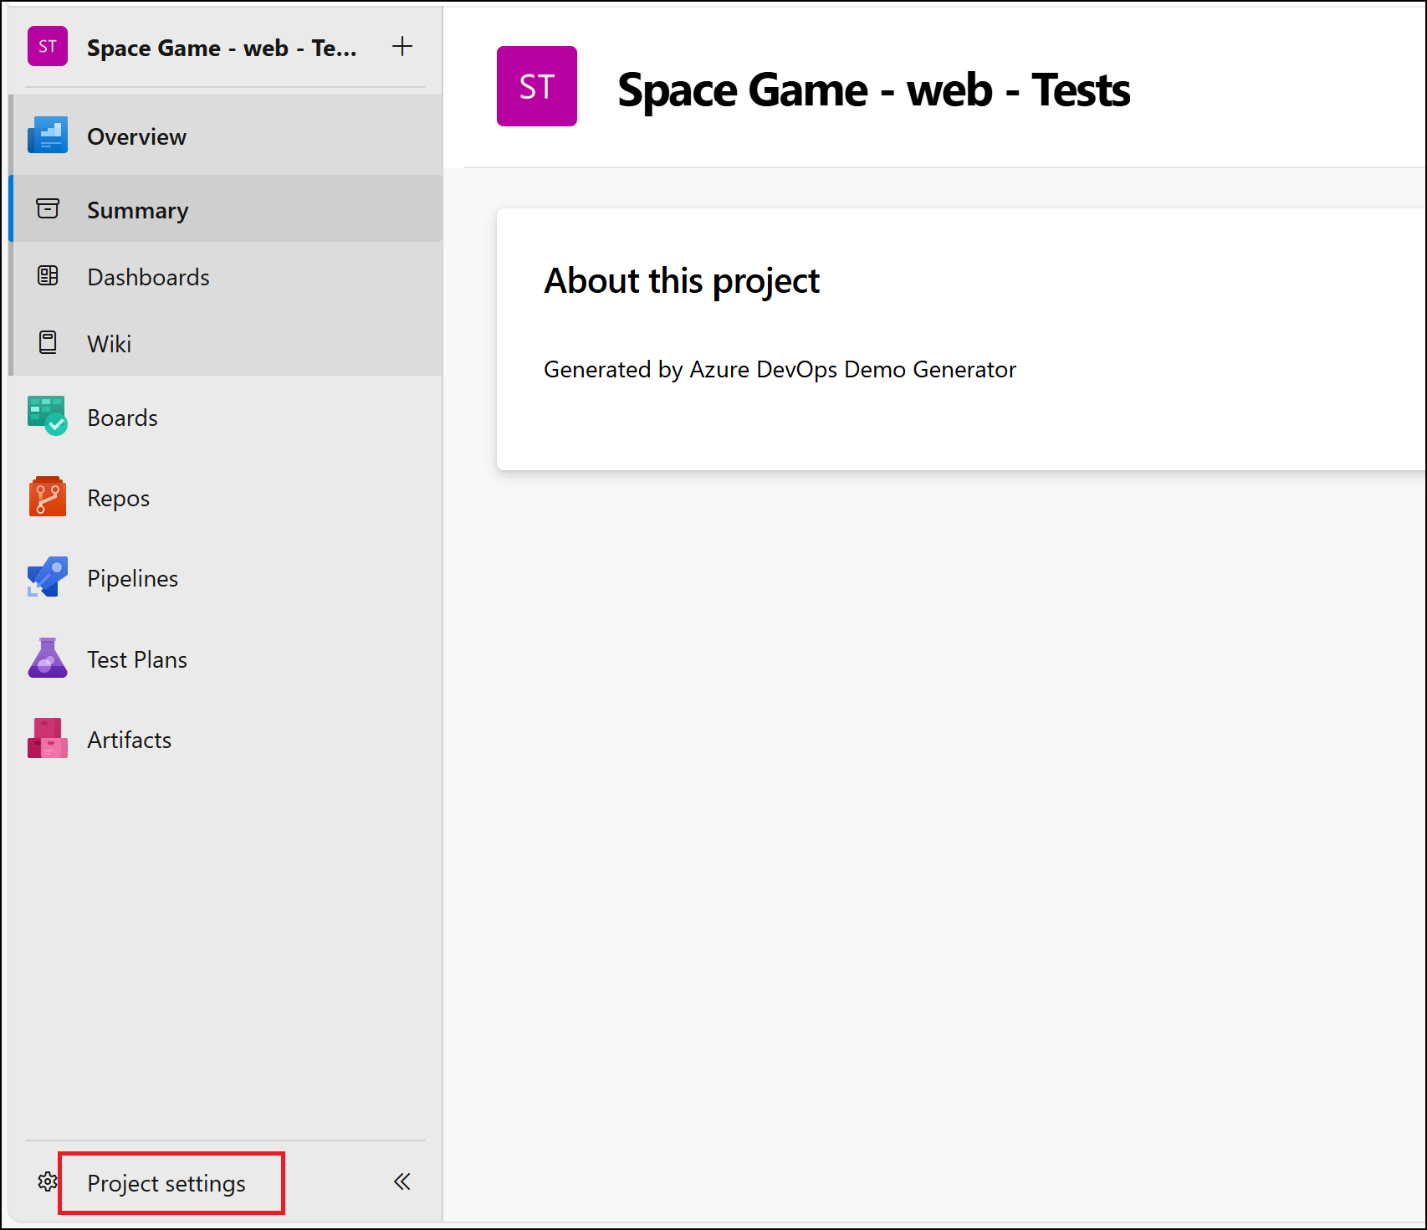 ST
Space Game - web - Te...
Overview
Summary
Dashboards
Wiki
Boards
Repos
Pipelines
Test Plans
Artifacts
Project settings
ST
Space Game - web - Tests
About this project
Generated by Azure DevOps Demo Generator